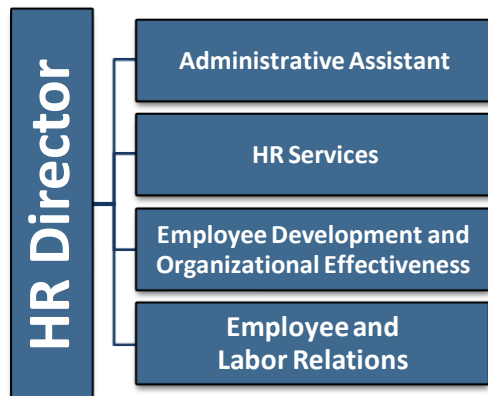 HR Director
Administrative Assistant
HR Services
Employee Development and
Organizational Effectiveness
Employee and
Labor Relations